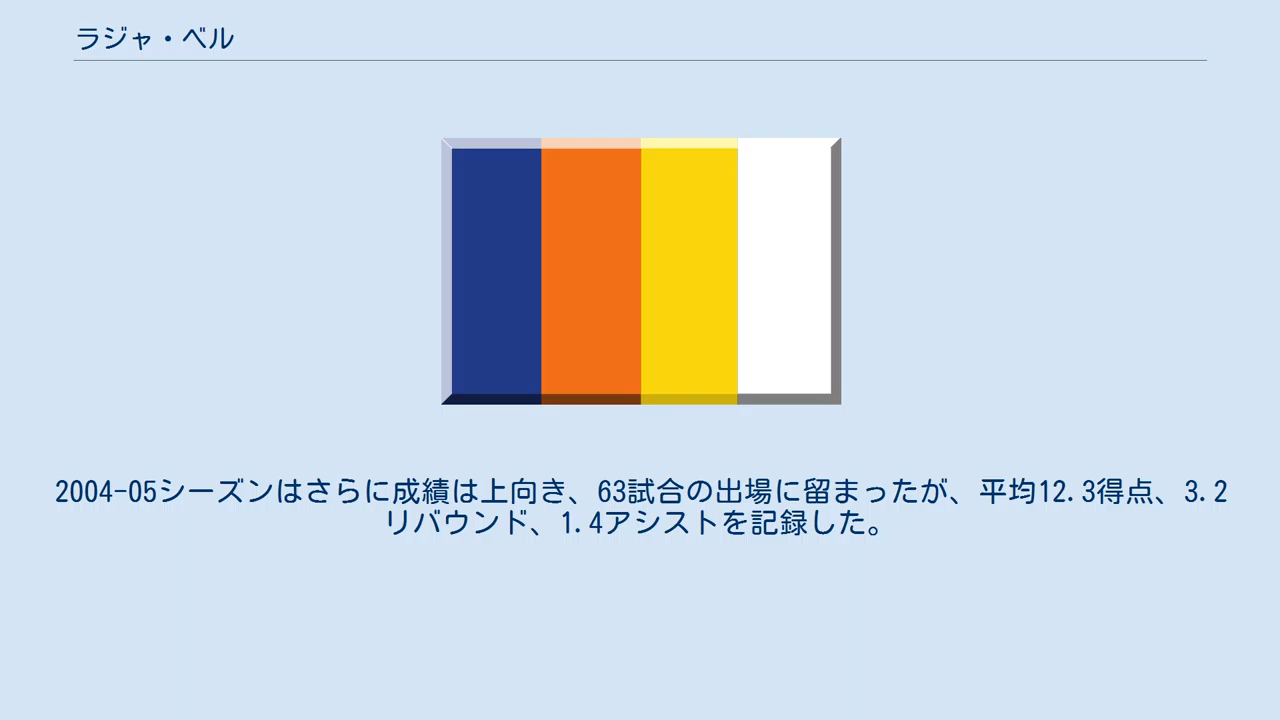 ラジャ・ベル
2004-05シーズンはさらに成績は上向き、63試合の出場に留まったが、平均12.3得点、3.2
リバウンド、1.4アシストを記録した。